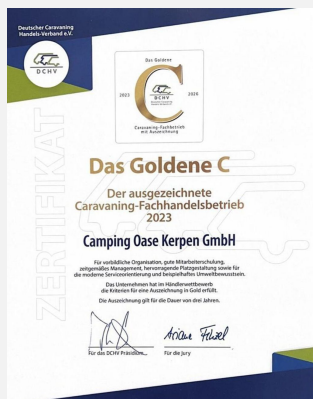 Deutscher Caravaning
Handels-Verband e.V.
DCHV
Das Goldene
C
2023 2026
DCHV
Caravaning-Fachbetrieb
mit Auszeichnung
ZERTIFIKAT
Das Goldene C
Der ausgezeichnete
Caravaning-Fachhandelsbetrieb
2023
Camping Oase Kerpen GmbH
Für vorbildliche Organisation, gute Mitarbeiterschulung,
zeitgemäßes Management, hervorragende Platzgestaltung sowie für
die moderne Serviceorientierung und beispielhaftes Umweltbewusstsein.
Das Unternehmen hat im Händlerwettbewerb
die Kriterien für eine Auszeichnung in Gold erfüllt.
Die Auszeichnung gilt für die Dauer von drei Jahren.
Für das DCHV Präsidium Für die Jury